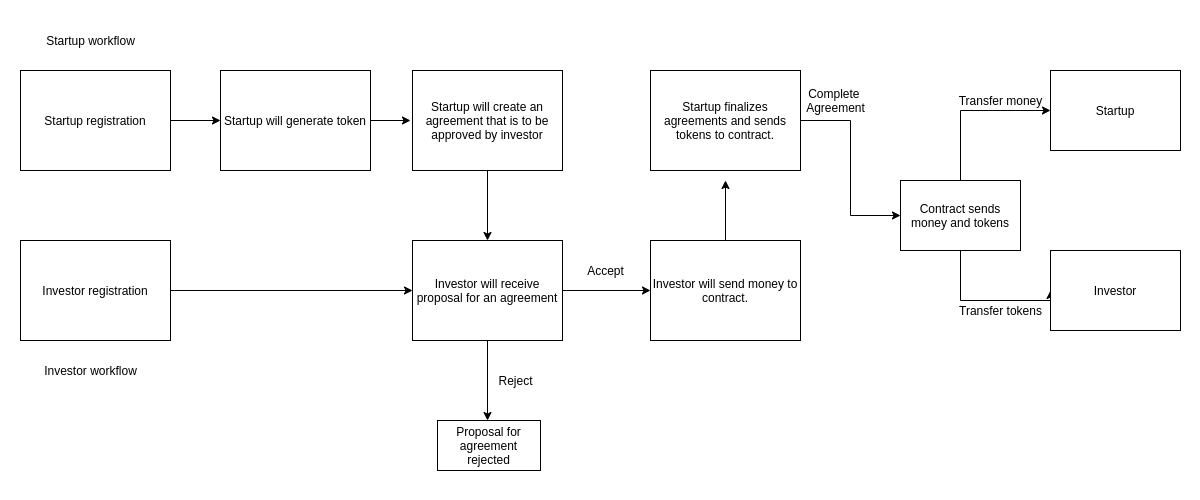 Startup workflow
Startup registration
Startup will generate token
Startup will create an
agreement that is to be
approved by investor
Startup finalizes
agreements and sends
tokens to contract.
Complete
Agreement
Transfer money
Startup
Contract sends
money and tokens
Investor registration
Investor will receive
proposal for an agreement
Accept
Investor will send money to
contract.
Investor
Transfer tokens
Investor workflow
Reject
Proposal for
agreement
rejected